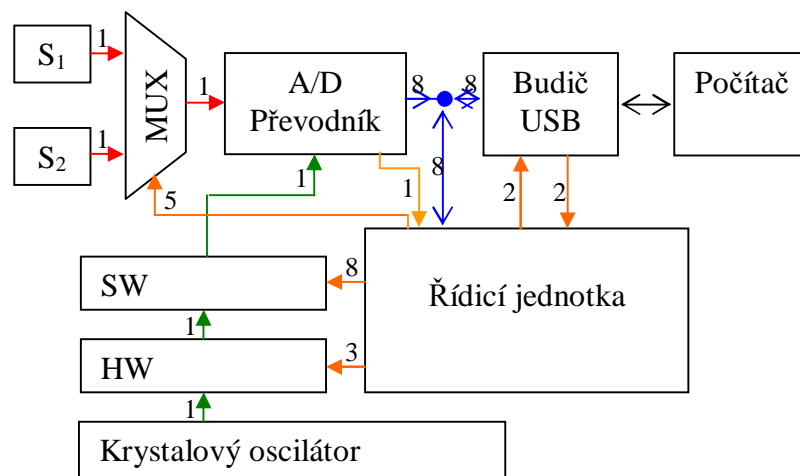 S₁
1
MUX
1
A/D
Převodník
8
8
Budič
USB
Počítač
S₂
1
5
1
1
8
2
2
SW
8
Řídicí jednotka
1
HW
3
1
Krystalový oscilátor